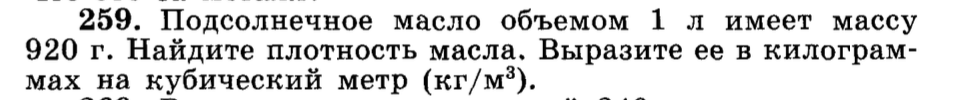 259. Подсолнечное масло объемом 1 л имеет массу
920 г. Найдите плотность масла. Выразите ее в килограм-
мах на кубический метр (кг/м³).